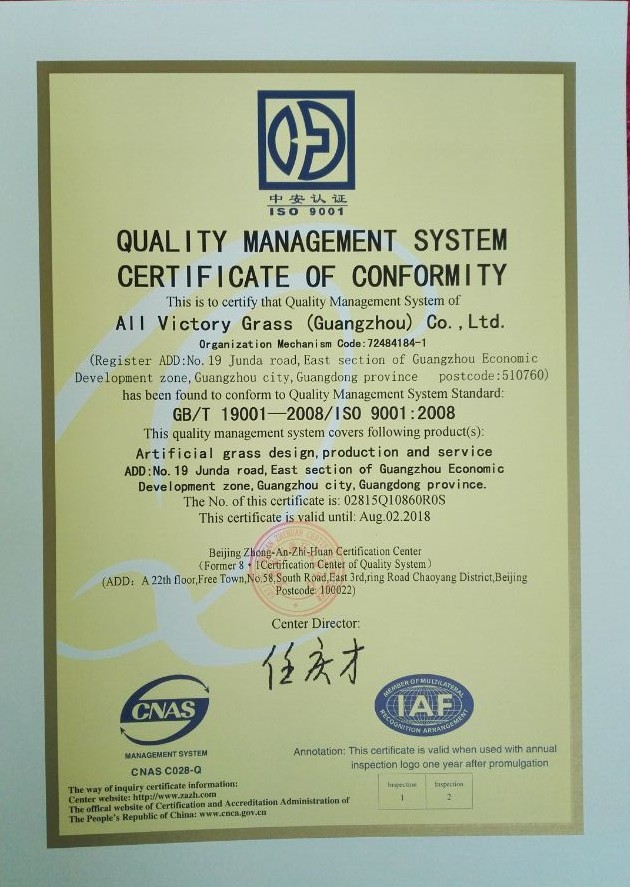 中安认证
ISO 9001
QUALITY MANAGEMENT SYSTEM
CERTIFICATE OF CONFORMITY
This is to certify that Quality Management System of
All Victory Grass (Guangzhou) Co.,Ltd.
Organization Mechanism Code:72484184-1
(Register ADD:No.19 Junda road,East section of Guangzhou Economic
Development zone,Guangzhou city,Guangdong province postcode:510760)
has been found to conform to Quality Management System Standard:
GB/T 19001—2008/ISO 9001:2008
This quality management system covers following product(s):
Artificial grass design,production and service
ADD:No.19 Junda road,East section of Guangzhou Economic
Development zone,Guangzhou city,Guangdong province.
The No. of this certificate is: 02815Q10860R0S
This certificate is valid until: Aug.02.2018
Beijing Zhong-An-Zhi-Huan Certification Center
(Former 8·1Certification Center of Quality System)
(ADD: A 22th floor,Free Town,No.58,South Road,East 3rd,ring Road Chaoyang District,Beijing
Postcode: 100022)
Center Director:
任庆才
CNAS
MANAGEMENT SYSTEM
CNAS C028-Q
MEMBER OF MULTILATERAL
IAF
RECOGNITION ARRANGEMENT
Annotation: This certificate is valid when used with annual
inspection logo one year after promulgation
Inspection 1
Inspection 2
The way of inquiry certificate information:
Center website: http://www.zazh.com
The offical website of Certification and Accreditation Administration of
The People's Republic of China: www.cnca.gov.cn